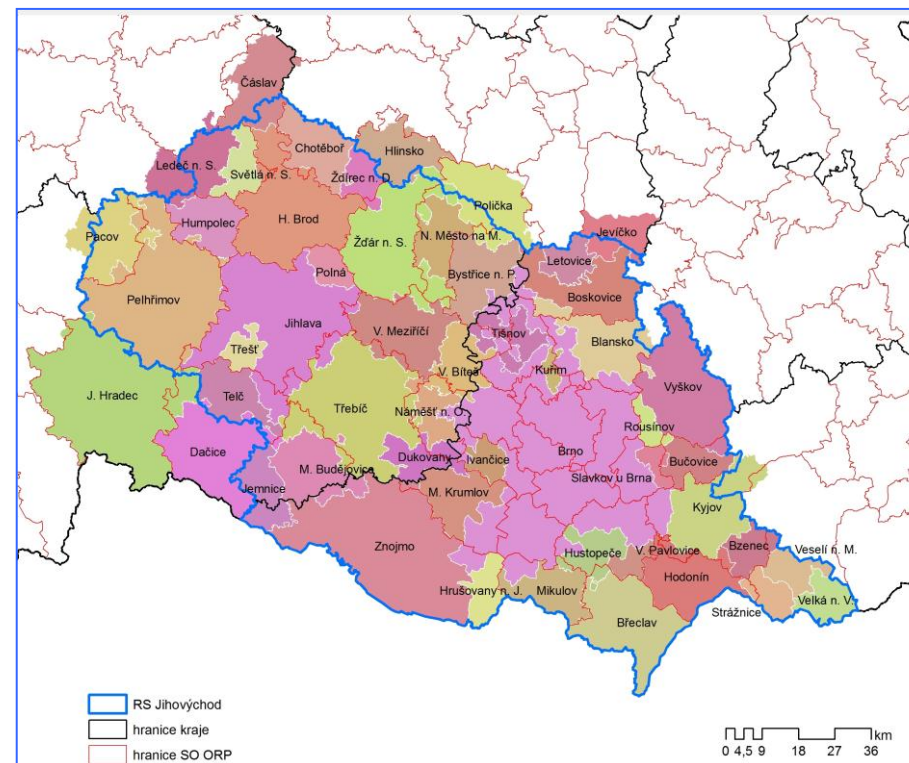 Čáslav
Chotěboř
Hlinsko
Ledeč n. S.
Světlá n. S.
Ždírec n. D.
Polička
Humpolec
H. Brod
Pacov
Žďár n. S.
N. Město na M.
Jevíčko
Letovice
Polná
Bystřice n. P.
Pelhřimov
Boskovice
Jihlava
V. Meziříčí
Tišnov
Blansko
Třešť
Kuřim
Vyškov
V. Bíteš
J. Hradec
Telč
Třebíč
Náměšť n. O.
Rousínov
Dačice
Dukovany
Ivančice
Brno
Bučovice
M. Budějovice
Slavkov u Brna
Jemnice
M. Krumlov
Kyjov
Znojmo
Hustopeče
V. Pavlovice
Bzenec
Veselí n. M.
Hodonín
Hrušovany n. J.
Mikulov
Velká n. V.
Strážnice
Břeclav
RS Jihovýchod
hranice kraje
hranice SO ORP
km
0 4,5 9 18 27 36